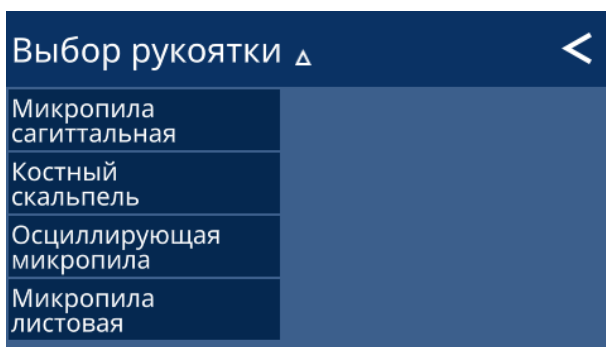 Выбор рукоятки
Микропила
сагиттальная
Костный
скальпель
Осциллирующая
микропила
Микропила
листовая